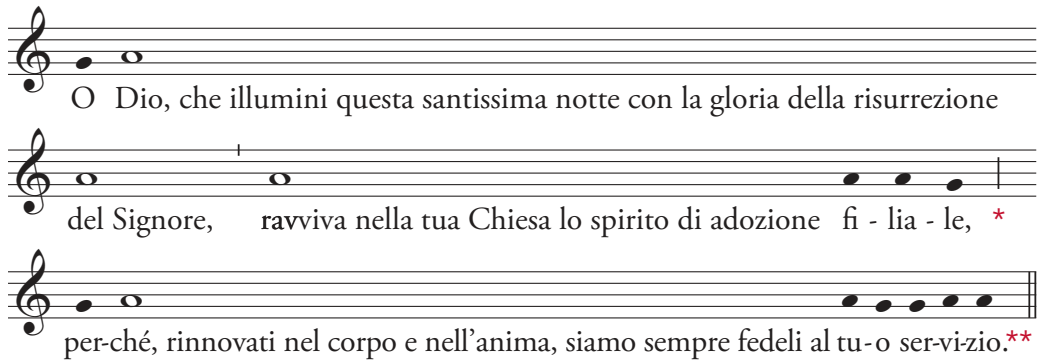 O Dio, che illumini questa santissima notte con la gloria della risurrezione
del Signore, ravviva nella tua Chiesa lo spirito di adozione fi - lia - le, *
per-ché, rinnovati nel corpo e nell’anima, siamo sempre fedeli al tu-o ser-vi-zio.**